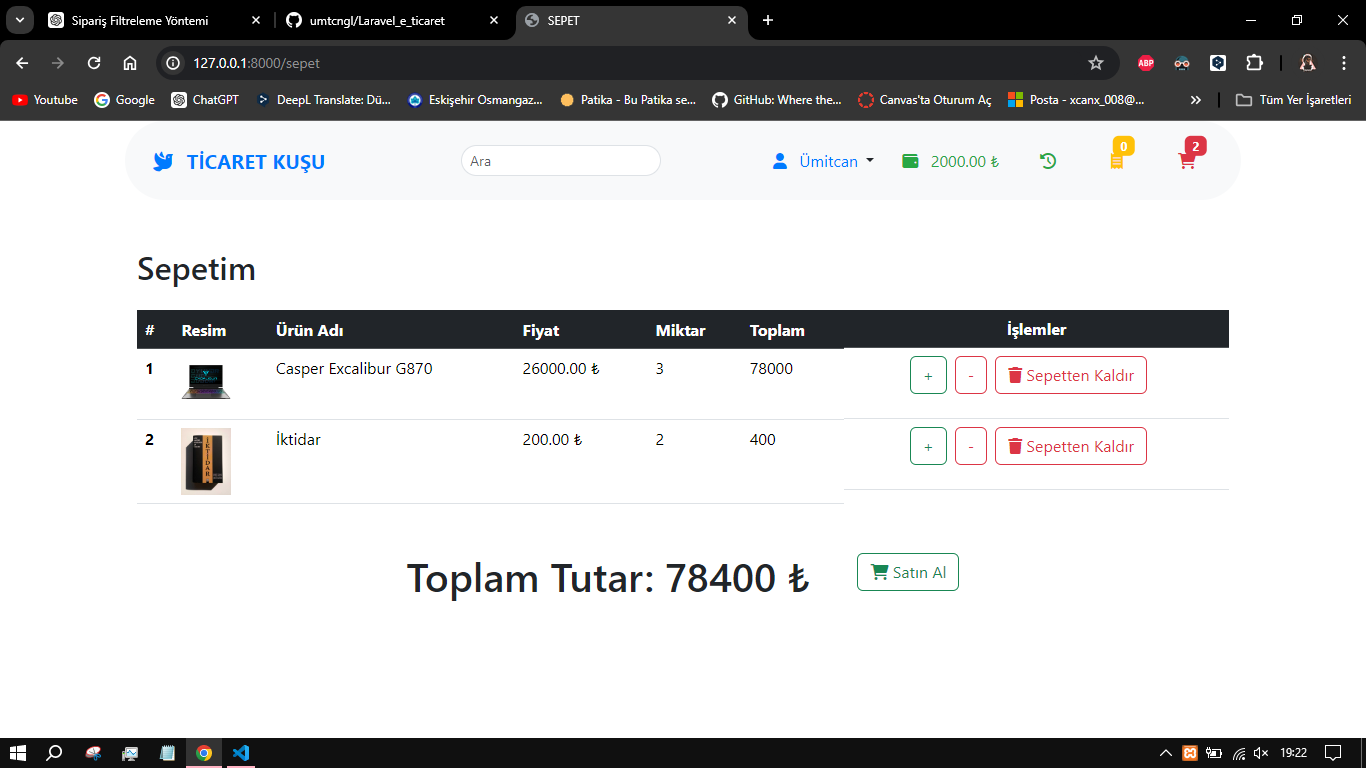 Sipariş Filtreleme Yöntemi
umtcngl/Laravel_e_ticaret
SEPET
127.0.0.1:8000/sepet
ABP
Youtube
Google
ChatGPT
DeepL Translate: Dü...
Eskişehir Osmangaz...
Patika - Bu Patika se...
GitHub: Where the...
Canvas'ta Oturum Aç
Posta - xcanx_008@...
Tüm Yer İşaretleri
TİCARET KUŞU
Ara
Ümitcan
2000.00 ₺
0
2
Sepetim
# Resim Ürün Adı Fiyat Miktar Toplam İşlemler
1 Casper Excalibur G870 26000.00 ₺ 3 78000 + - Sepetten Kaldır
2 İktidar 200.00 ₺ 2 400 + - Sepetten Kaldır
İKTİDAR
Toplam Tutar: 78400 ₺ Satın Al
19:22